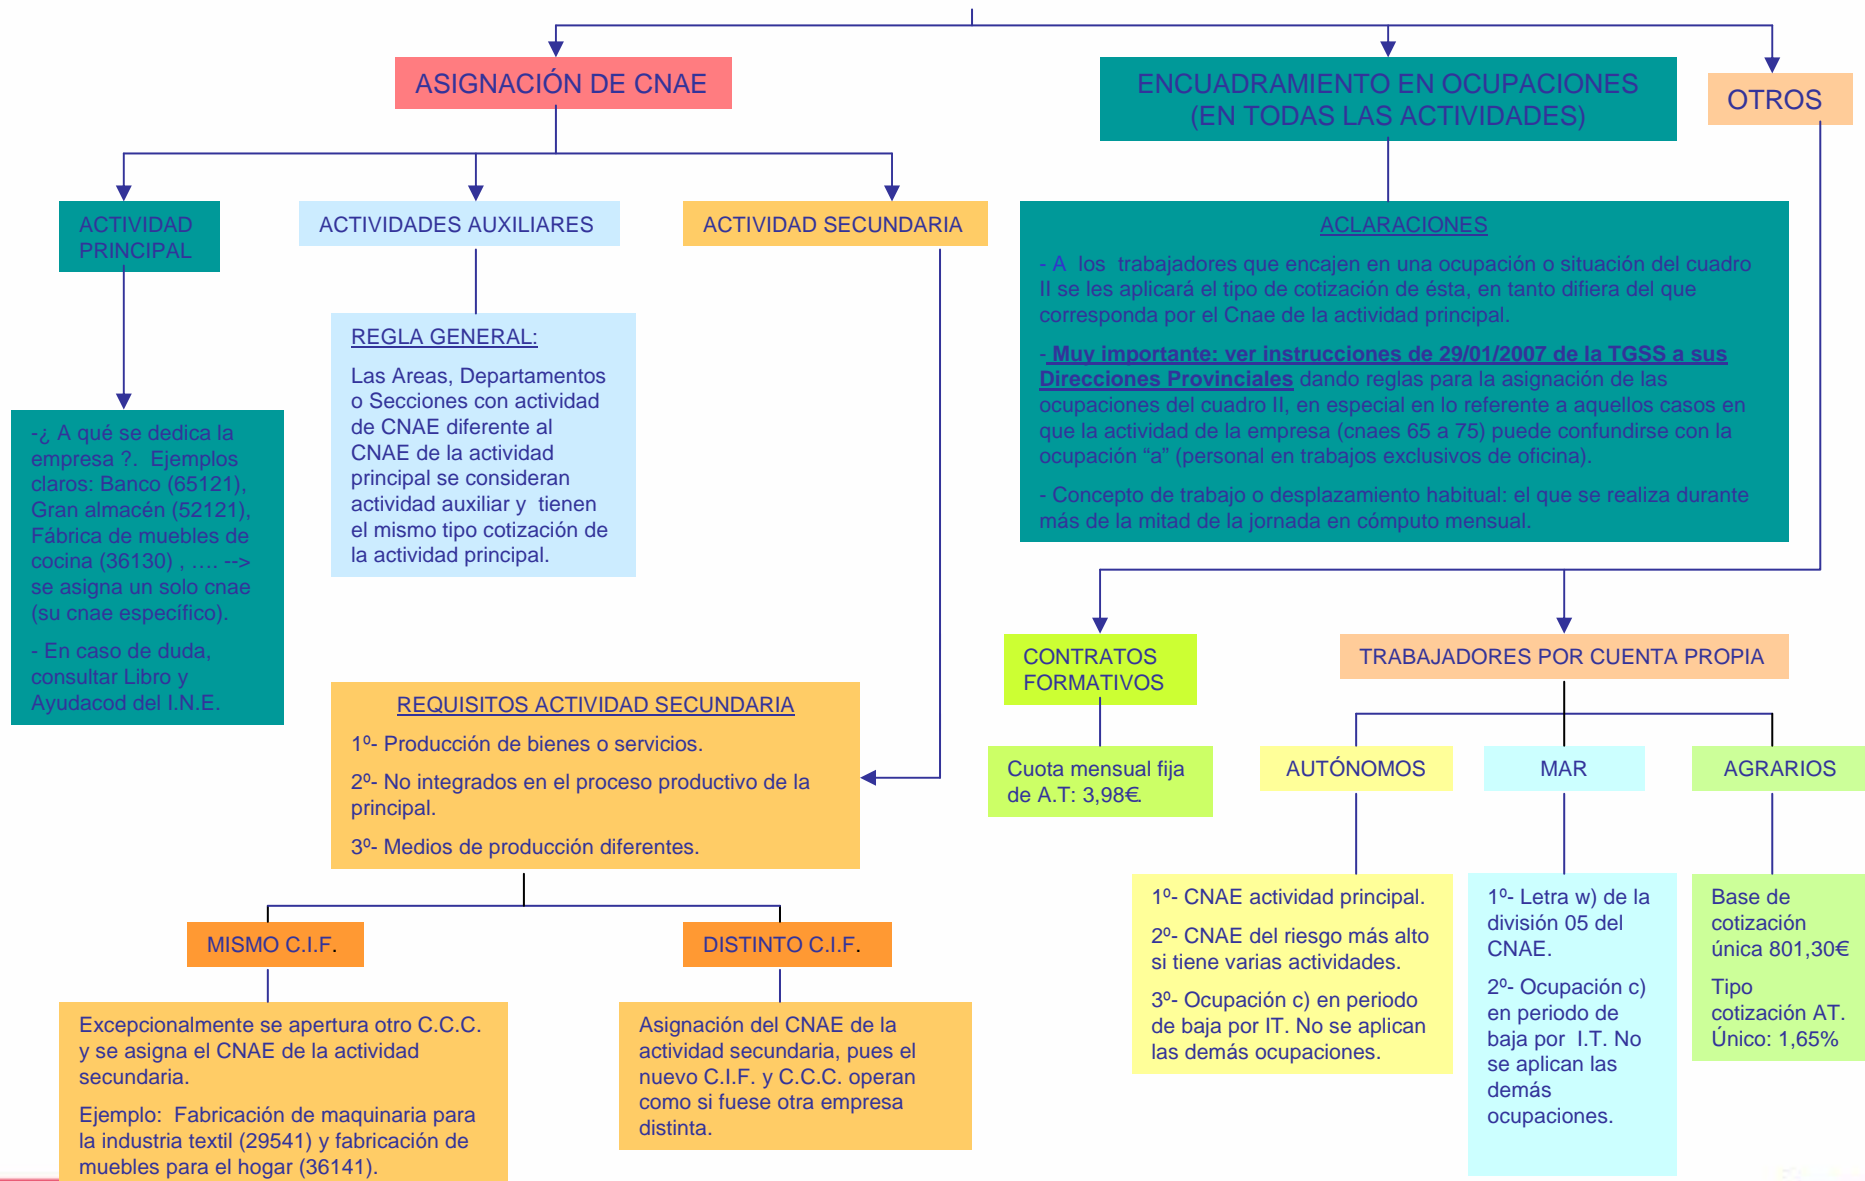 ASIGNACIÓN DE CNAE
ENCUADRAMIENTO EN OCUPACIONES
(EN TODAS LAS ACTIVIDADES)
OTROS
ACTIVIDAD
PRINCIPAL
ACTIVIDADES AUXILIARES
ACTIVIDAD SECUNDARIA
ACLARACIONES
- A los trabajadores que encajen en una ocupación o situación del cuadro
II se les aplicará el tipo de cotización de ésta, en tanto difiera del que
corresponda por el Cnae de la actividad principal.
- Muy importante: ver instrucciones de 29/01/2007 de la TGSS a sus
Direcciones Provinciales dando reglas para la asignación de las
ocupaciones del cuadro II, en especial en lo referente a aquellos casos en
que la actividad de la empresa (cnaes 65 a 75) puede confundirse con la
ocupación “a” (personal en trabajos exclusivos de oficina).
- Concepto de trabajo o desplazamiento habitual: el que se realiza durante
más de la mitad de la jornada en cómputo mensual.
REGLA GENERAL:
Las Areas, Departamentos
o Secciones con actividad
de CNAE diferente al
CNAE de la actividad
principal se consideran
actividad auxiliar y tienen
el mismo tipo cotización de
la actividad principal.
-¿ A qué se dedica la
empresa ?. Ejemplos
claros: Banco (65121),
Gran almacén (52121),
Fábrica de muebles de
cocina (36130) , …. -->
se asigna un solo cnae
(su cnae específico).
- En caso de duda,
consultar Libro y
Ayudacod del I.N.E.
REQUISITOS ACTIVIDAD SECUNDARIA
1º- Producción de bienes o servicios.
2º- No integrados en el proceso productivo de la
principal.
3º- Medios de producción diferentes.
MISMO C.I.F.
DISTINTO C.I.F.
Excepcionalmente se apertura otro C.C.C.
y se asigna el CNAE de la actividad
secundaria.
Ejemplo: Fabricación de maquinaria para
la industria textil (29541) y fabricación de
muebles para el hogar (36141).
Asignación del CNAE de la
actividad secundaria, pues el
nuevo C.I.F. y C.C.C. operan
como si fuese otra empresa
distinta.
CONTRATOS
FORMATIVOS
TRABAJADORES POR CUENTA PROPIA
Cuota mensual fija
de A.T: 3,98€.
AUTÓNOMOS
MAR
AGRARIOS
1º- CNAE actividad principal.
2º- CNAE del riesgo más alto
si tiene varias actividades.
3º- Ocupación c) en periodo
de baja por IT. No se aplican
las demás ocupaciones.
1º- Letra w) de la
división 05 del
CNAE.
2º- Ocupación c)
en periodo de
baja por I.T. No
se aplican las
demás
ocupaciones.
Base de
cotización
única 801,30€
Tipo
cotización AT.
Único: 1,65%